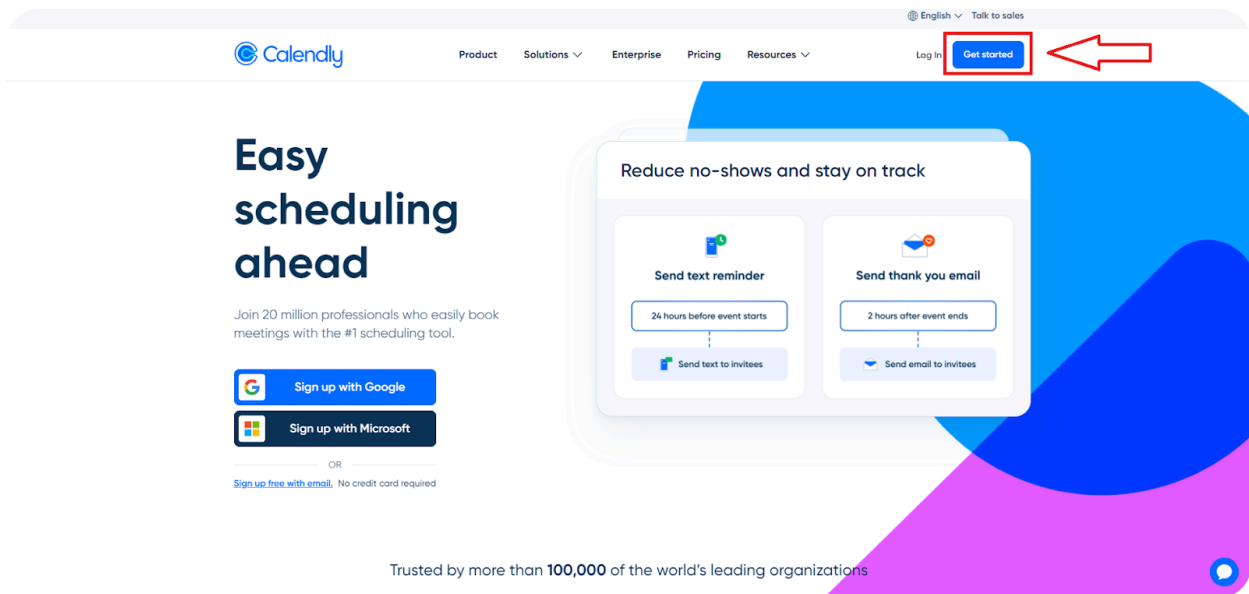 English Talk to sales
Calendly Product Solutions Enterprise Pricing Resources Log In Get started
Easy
scheduling
ahead
Join 20 million professionals who easily book
meetings with the #1 scheduling tool.
Sign up with Google
Sign up with Microsoft
OR
Sign up free with email. No credit card required
Reduce no-shows and stay on track
Send text reminder
24 hours before event starts
Send text to invitees
Send thank you email
2 hours after event ends
Send email to invitees
Trusted by more than 100,000 of the world's leading organizations